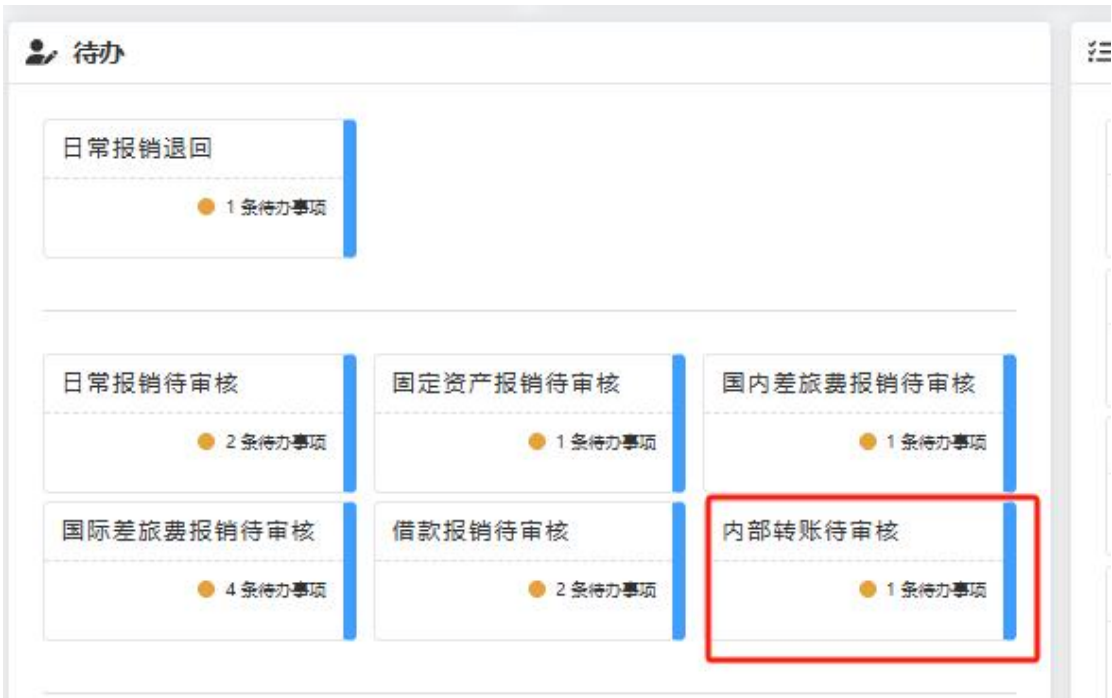 待办
日常报销退回
1 条待办事项
日常报销待审核
固定资产报销待审核
国内差旅费报销待审核
2 条待办事项
1 条待办事项
1 条待办事项
国际差旅费报销待审核
借款报销待审核
内部转账待审核
4 条待办事项
2 条待办事项
1 条待办事项